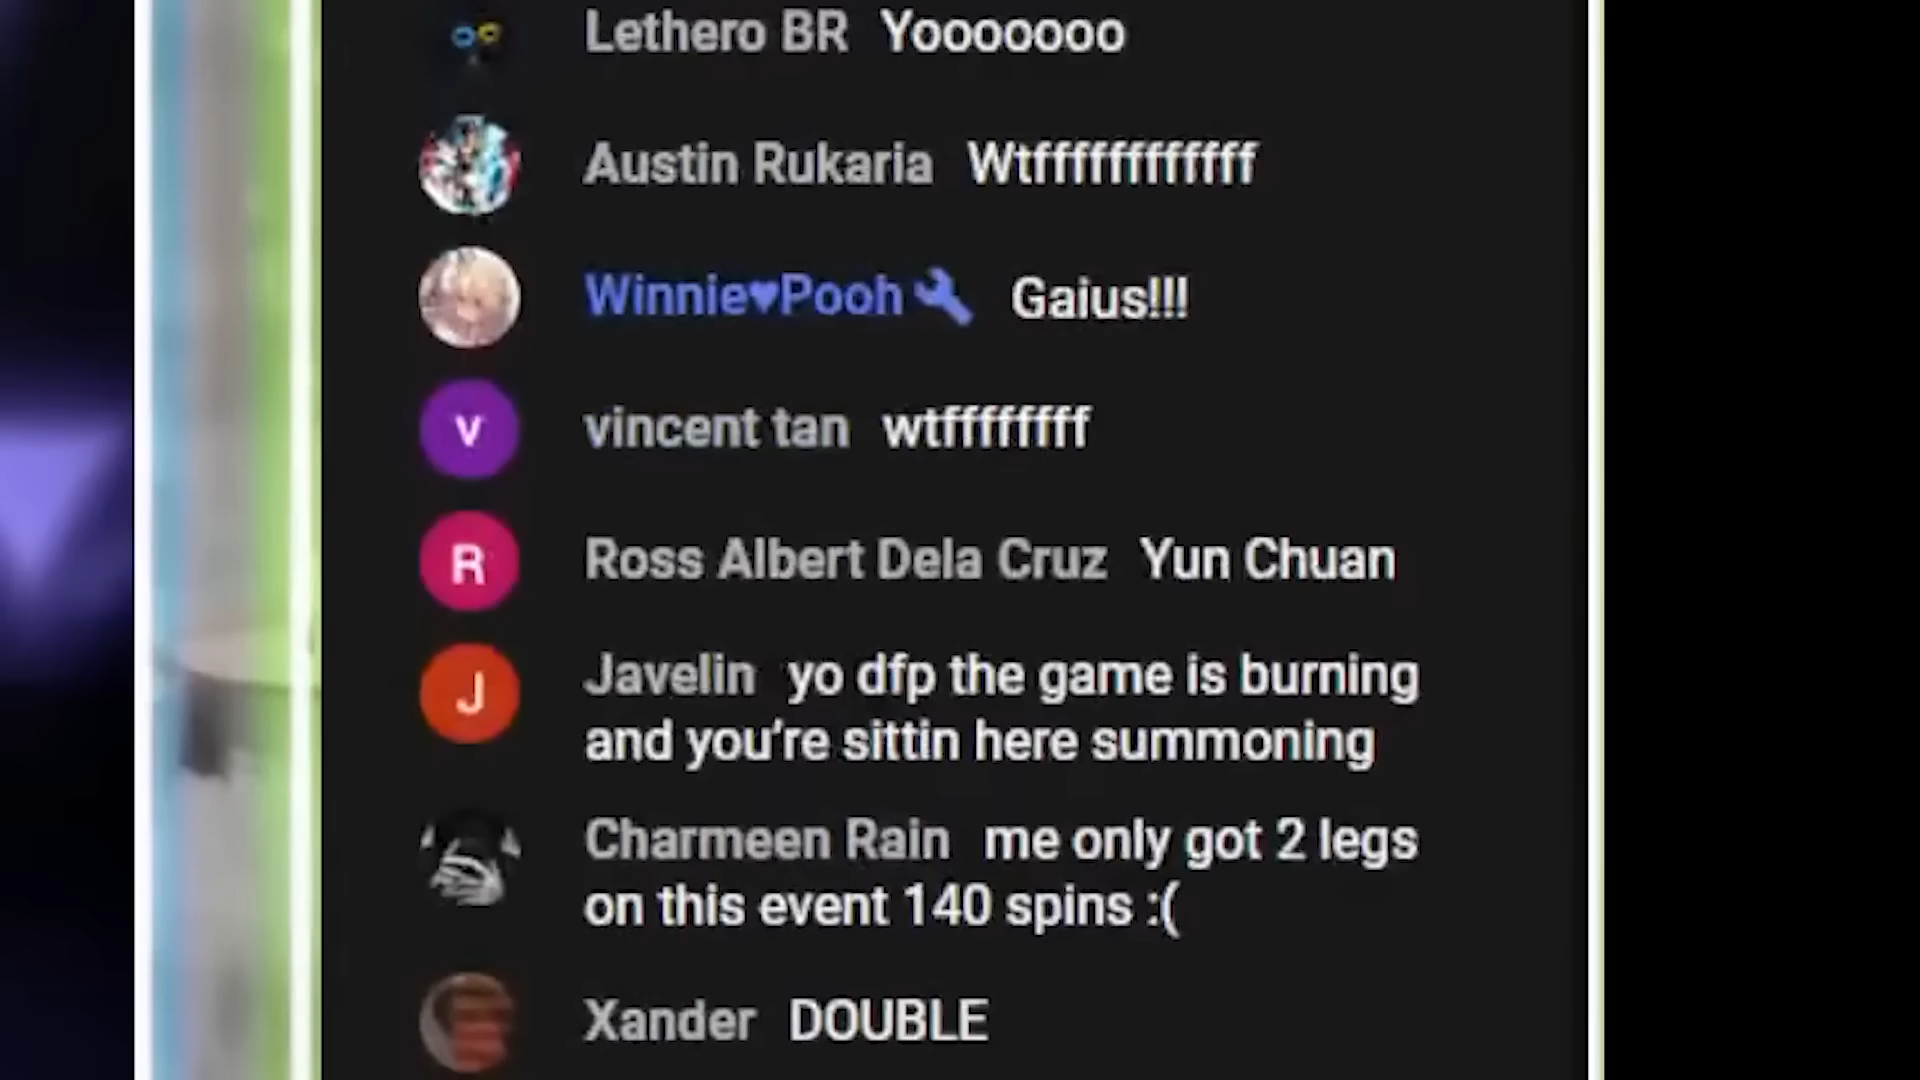 Lethero BR Yooooooo
Austin Rukaria Wtffffffffffff
Winnie♥Pooh Gaius!!!
V vincent tan wtffffffff
R Ross Albert Dela Cruz Yun Chuan
J Javelin yo dfp the game is burning
and you're sittin here summoning
Charmeen Rain me only got 2 legs
on this event 140 spins :(
Xander DOUBLE